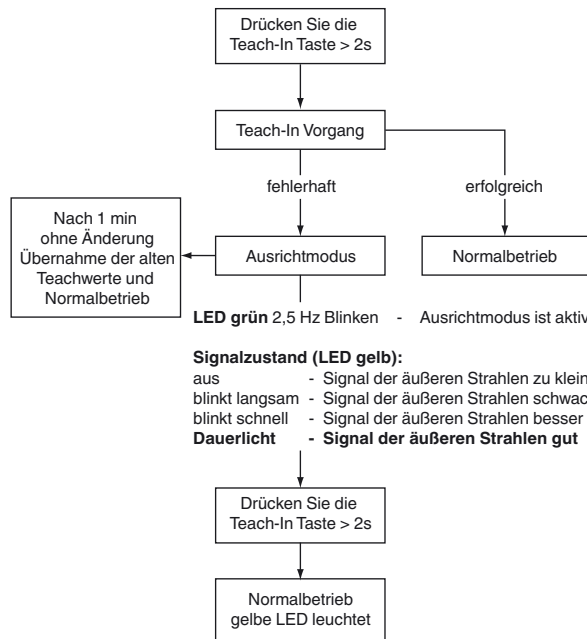 Drücken Sie die
Teach-In Taste > 2s
Teach-In Vorgang
fehlerhaft
erfolgreich
Nach 1 min
ohne Änderung
Übernahme der alten
Teachwerte und
Normalbetrieb
Ausrichtmodus
Normalbetrieb
LED grün 2,5 Hz Blinken - Ausrichtmodus ist aktiv
Signalzustand (LED gelb):
aus - Signal der äußeren Strahlen zu klein
blinkt langsam - Signal der äußeren Strahlen schwac
blinkt schnell - Signal der äußeren Strahlen besser
Dauerlicht - Signal der äußeren Strahlen gut
Drücken Sie die
Teach-In Taste > 2s
Normalbetrieb
gelbe LED leuchtet